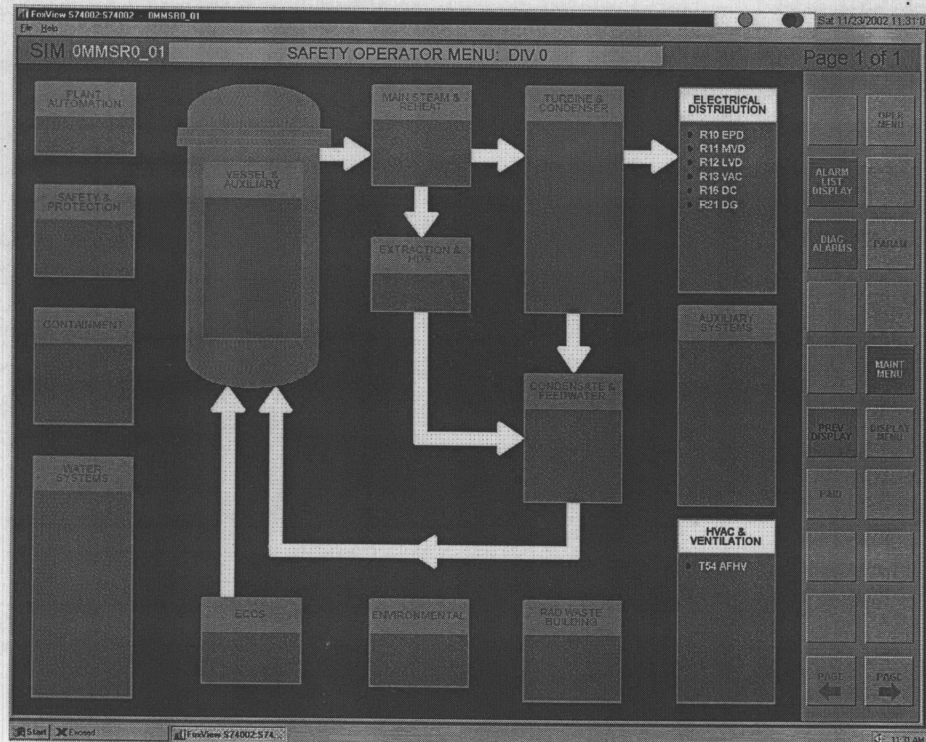 FoxView S74002:S74002 - 0MMSR0_01
Sat 11/23/2002 11:31:0
File Help
SIM 0MMSR0_01
SAFETY OPERATOR MENU: DIV 0
Page 1 of 1
PLANT
AUTOMATION
SAFETY &
PROTECTION
CONTAINMENT
WATER
SYSTEMS
VESSEL &
AUXILIARY
MAIN STEAM &
REHEAT
EXTRACTION &
HDS
TURBINE &
CONDENSER
CONDENSATE &
FEEDWATER
ECCS
ENVIRONMENTAL
RAD WASTE
BUILDING
ELECTRICAL
DISTRIBUTION
R10 EPD
R11 MVD
R12 LVD
R13 VAC
R16 DC
R21 DG
AUXILIARY
SYSTEMS
HVAC &
VENTILATION
T54 AFHV
OPER
MENU
ALARM
LIST
DISPLAY
DIAG
ALARMS
PARAM
MAINT
MENU
PREV
DISPLAY
DISPLAY
MENU
PAGE
PAGE
Start
Exceed
FoxView S74002:S74...
11:31 AM